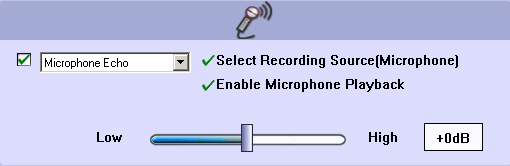 Microphone Echo
Select Recording Source(Microphone)
Enable Microphone Playback
Low
High
+0dB